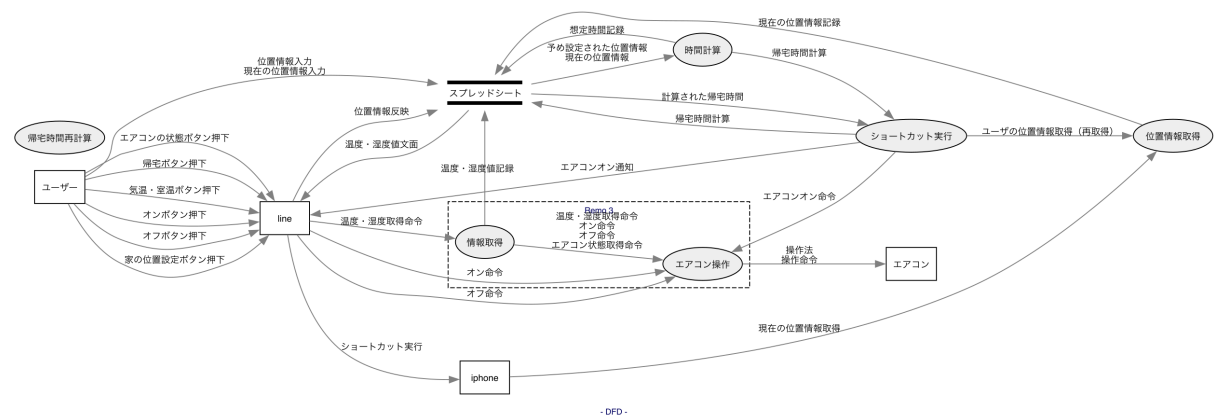 現在の位置情報記録
想定時間記録
予め設定された位置情報
現在の位置情報
時間計算
帰宅時間計算
位置情報入力
現在の位置情報入力
スプレッドシート
計算された帰宅時間
帰宅時間計算
位置情報反映
温度・湿度値文面
帰宅時間再計算
エアコンの状態ボタン押下
帰宅ボタン押下
気温・室温ボタン押下
オンボタン押下
オフボタン押下
家の位置設定ボタン押下
ユーザー
line
ショートカット実行
ユーザの位置情報取得（再取得）
位置情報取得
エアコンオン通知
温度・湿度値記録
エアコンオン命令
温度・湿度取得命令
Remo 3
温度・湿度取得命令
オン命令
オフ命令
エアコン状態取得命令
情報取得
エアコン操作
操作法
操作命令
エアコン
オン命令
オフ命令
ショートカット実行
現在の位置情報取得
iphone
- DFD -